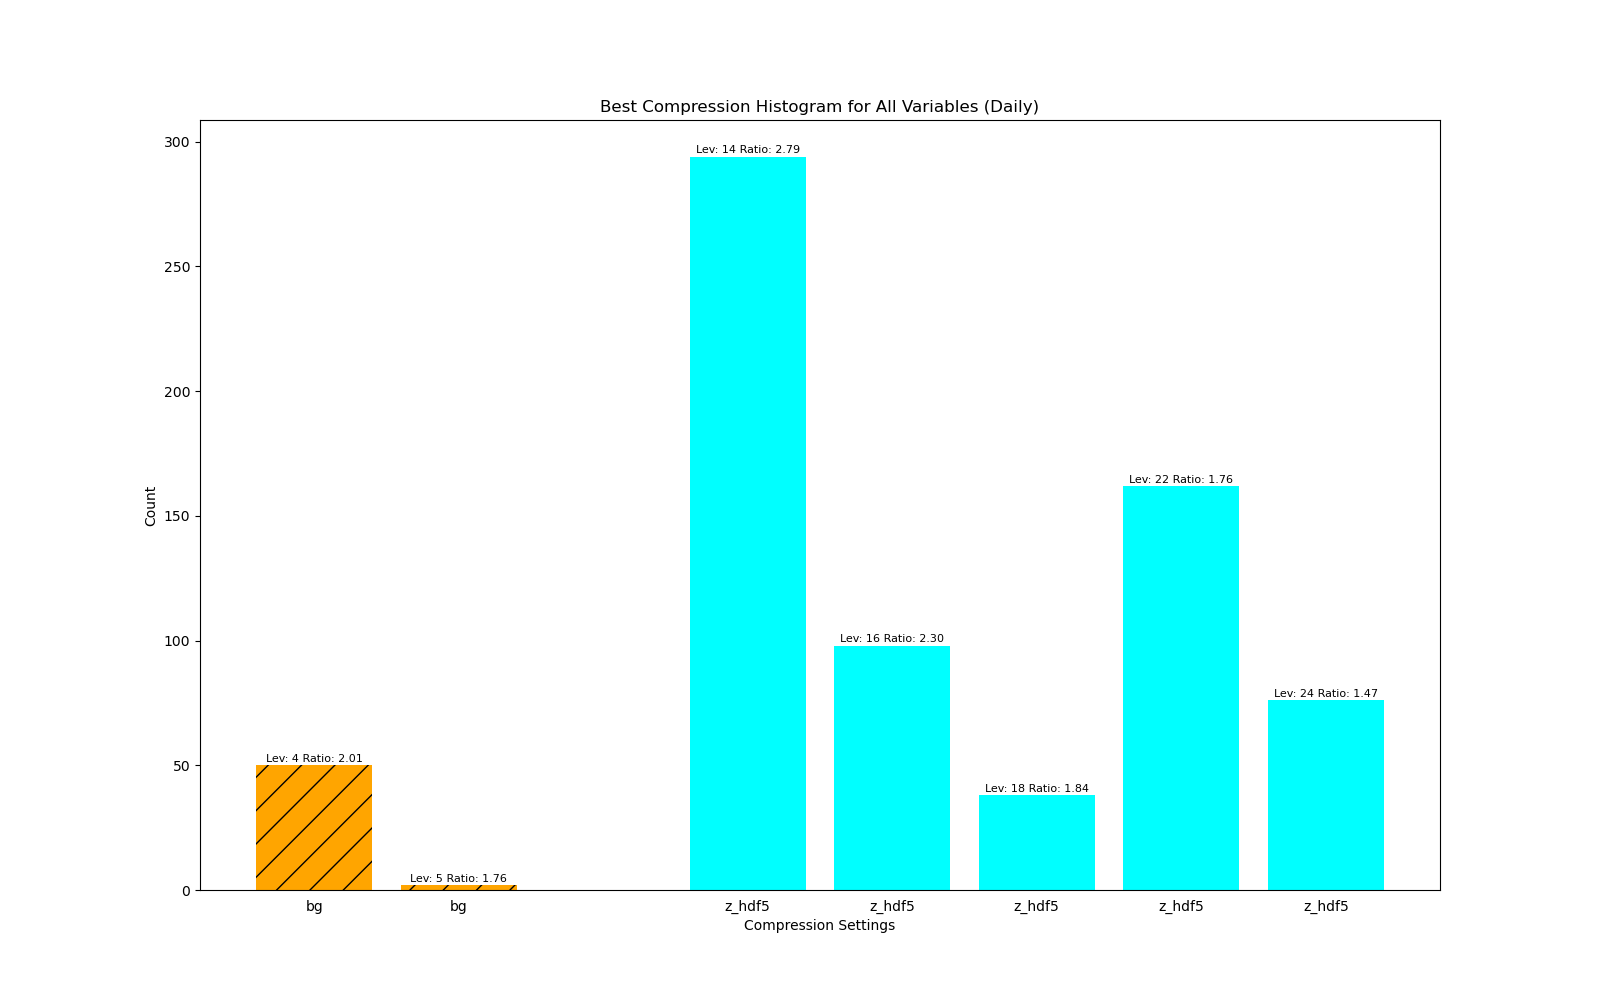 Best Compression Histogram for All Variables (Daily)
300
250
200
150
100
50
0
Count
Lev: 4 Ratio: 2.01
Lev: 5 Ratio: 1.76
Lev: 14 Ratio: 2.79
Lev: 16 Ratio: 2.30
Lev: 18 Ratio: 1.84
Lev: 22 Ratio: 1.76
Lev: 24 Ratio: 1.47
bg bg z_hdf5 z_hdf5 z_hdf5 z_hdf5 z_hdf5
Compression Settings